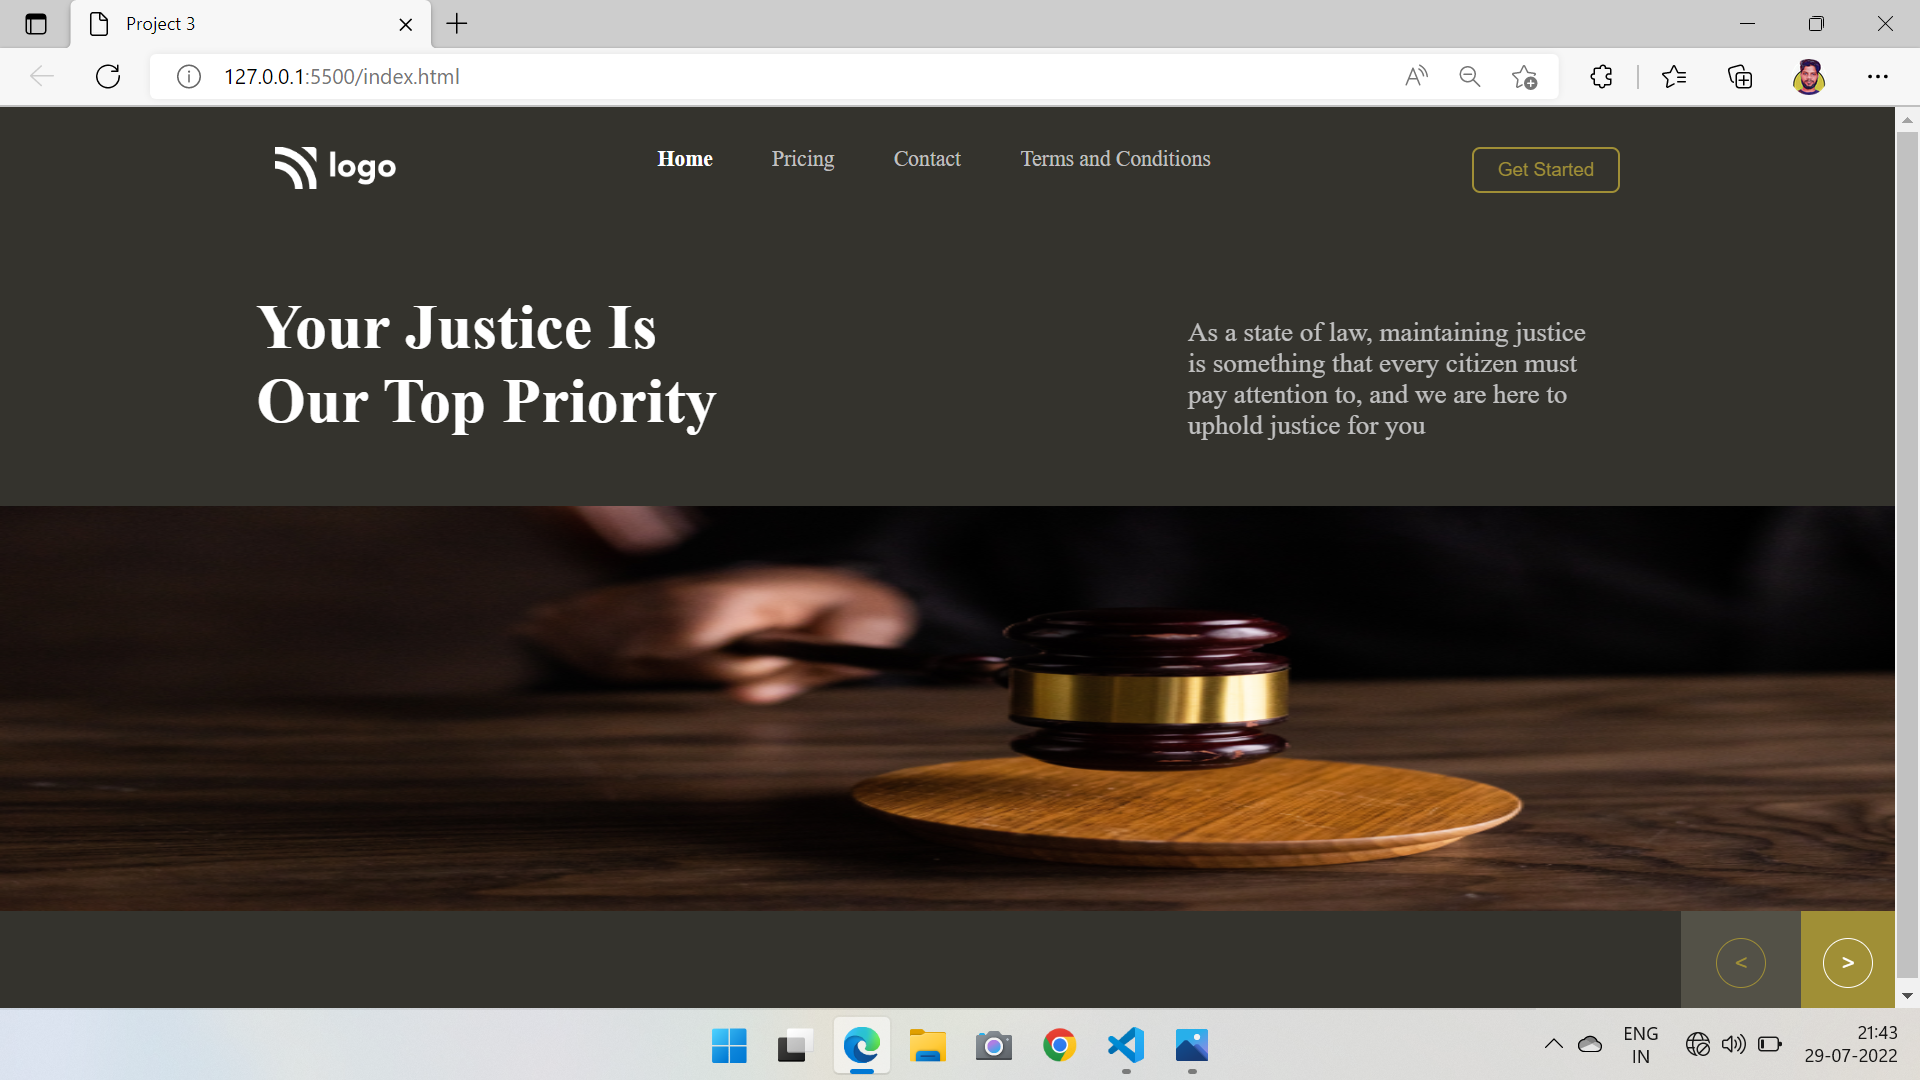 Project 3
127.0.0.1:5500/index.html
logo
Home
Pricing
Contact
Terms and Conditions
Get Started
Your Justice Is
Our Top Priority
As a state of law, maintaining justice
is something that every citizen must
pay attention to, and we are here to
uphold justice for you
<
>
ENG
IN
21:43
29-07-2022